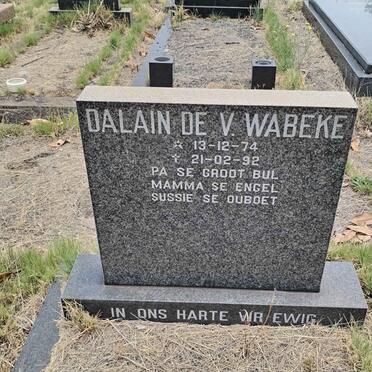 DALAIN DE V. WABEKE
☆ 13-12-74
✝ 21-02-92
PA SE GROOT BUL
MAMMA SE ENGEL
SUSSIE SE OUBOET
IN ONS HARTE VIR EWIG